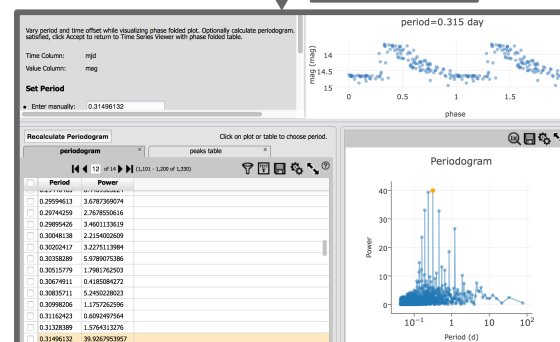 Vary period and time offset while visualizing phase folded plot. Optionally calculate periodogram.
satisfied, click Accept to return to Time Series Viewer with phase folded table.
Time Column: mjd
Value Column: mag
Set Period
Enter manually: 0.31496132
period=0.315 day
mag [mag]
14
14.5
15
0 0.5 1 1.5
phase
Recalculate Periodogram Click on plot or table to choose period.
periodogram × peaks table ×
12 of 14 (1,101 - 1,200 of 1,330)
Period Power
0.29594613 3.6787369074
0.29744259 2.7678550616
0.29895426 3.4601133619
0.30048138 2.2154002609
0.30202417 3.2275113984
0.30358289 5.9789075386
0.30515779 1.7981762503
0.30674911 0.4185084272
0.30835711 5.2450228023
0.30998206 1.1757262596
0.31162423 0.6092497564
0.31328389 1.5764313276
0.31496132 39.9267953957
1x
Periodogram
Power
40
30
20
10
0
10⁻¹ 1 10 10²
Period (d)